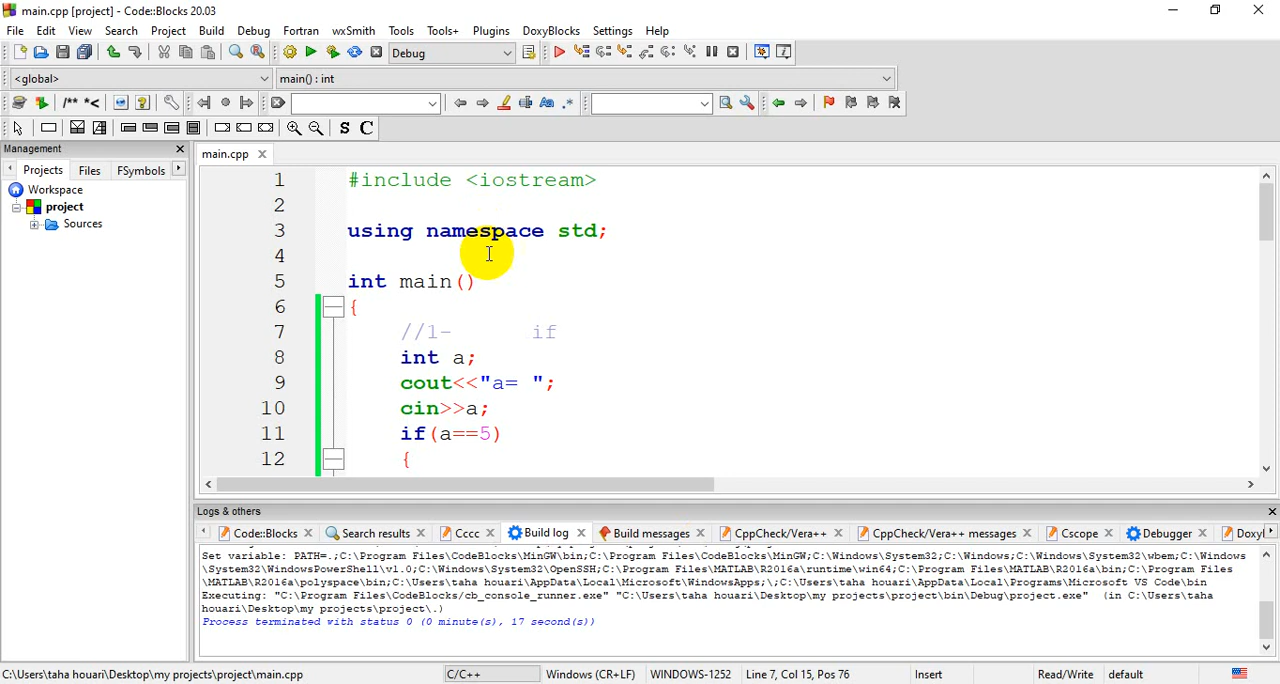 main.cpp [project] - Code::Blocks 20.03
File Edit View Search Project Build Debug Fortran wxSmith Tools Tools+ Plugins DoxyBlocks Settings Help
Debug
<global> main() : int
/** *<
S C
Management
main.cpp
Projects Files FSymbols
Workspace
project
Sources
1 #include <iostream>
2
3 using namespace std;
4
5 int main()
6 {
7 //1- if
8 int a;
9 cout<<"a= ";
10 cin>>a;
11 if(a==5)
12 {
Logs & others
Code::Blocks Search results Cccc Build log Build messages CppCheck/Vera++ CppCheck/Vera++ messages Cscope Debugger Doxy
Set variable: PATH=.;C:\Program Files\CodeBlocks\MinGW\bin;C:\Program Files\CodeBlocks\MinGW;C:\Windows\System32;C:\Windows;C:\Windows\System32\wbem;C:\Windows
\System32\WindowsPowerShell\v1.0;C:\Windows\System32\OpenSSH;C:\Program Files\MATLAB\R2016a\runtime\win64;C:\Program Files\MATLAB\R2016a\bin;C:\Program Files
\MATLAB\R2016a\polyspace\bin;C:\Users\taha houari\AppData\Local\Microsoft\WindowsApps;\;C:\Users\taha houari\AppData\Local\Programs\Microsoft VS Code\bin
Executing: "C:\Program Files\CodeBlocks/cb_console_runner.exe" "C:\Users\taha houari\Desktop\my projects\project\bin\Debug\project.exe" (in C:\Users\taha
houari\Desktop\my projects\project\.)
Process terminated with status 0 (0 minute(s), 17 second(s))
C:\Users\taha houari\Desktop\my projects\project\main.cpp C/C++ Windows (CR+LF) WINDOWS-1252 Line 7, Col 15, Pos 76 Insert Read/Write default